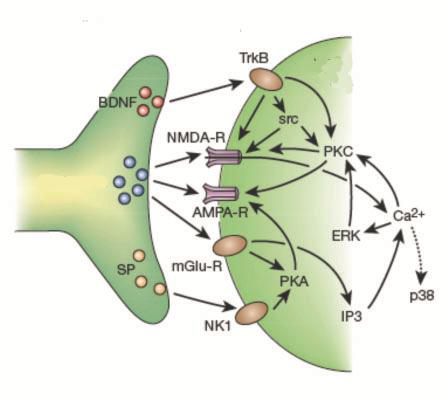 TrkB
BDNF
src
NMDA-R
PKC
AMPA-R
Ca2+
ERK
SP
mGlu-R
PKA
p38
IP3
NK1